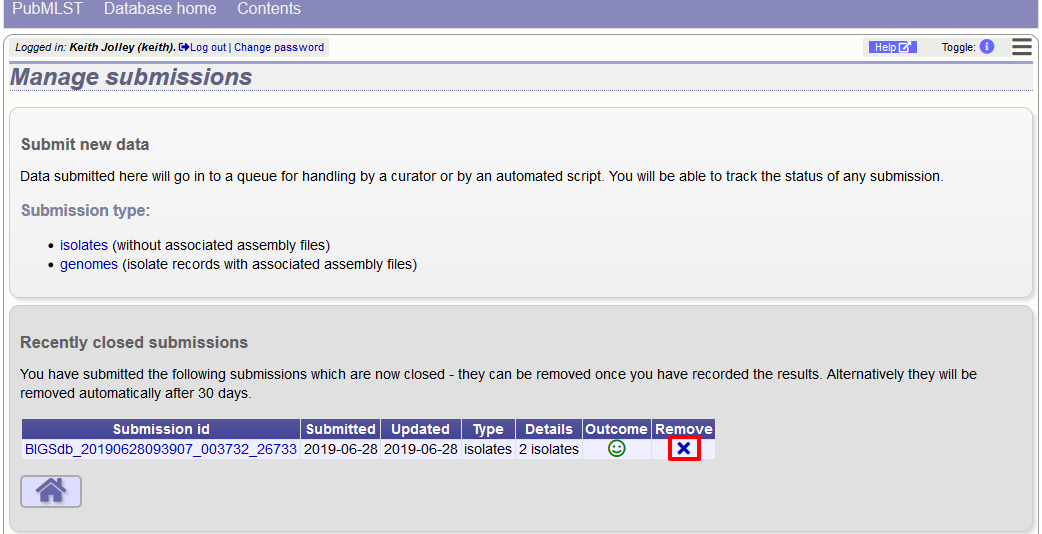 PubMLST Database home Contents
Logged in: Keith Jolley (keith). Log out | Change password Help Toggle: i
Manage submissions
Submit new data
Data submitted here will go in to a queue for handling by a curator or by an automated script. You will be able to track the status of any submission.
Submission type:
• isolates (without associated assembly files)
• genomes (isolate records with associated assembly files)
Recently closed submissions
You have submitted the following submissions which are now closed - they can be removed once you have recorded the results. Alternatively they will be
removed automatically after 30 days.
Submission id Submitted Updated Type Details Outcome Remove
BIGSdb_20190628093907_003732_26733 2019-06-28 2019-06-28 isolates 2 isolates